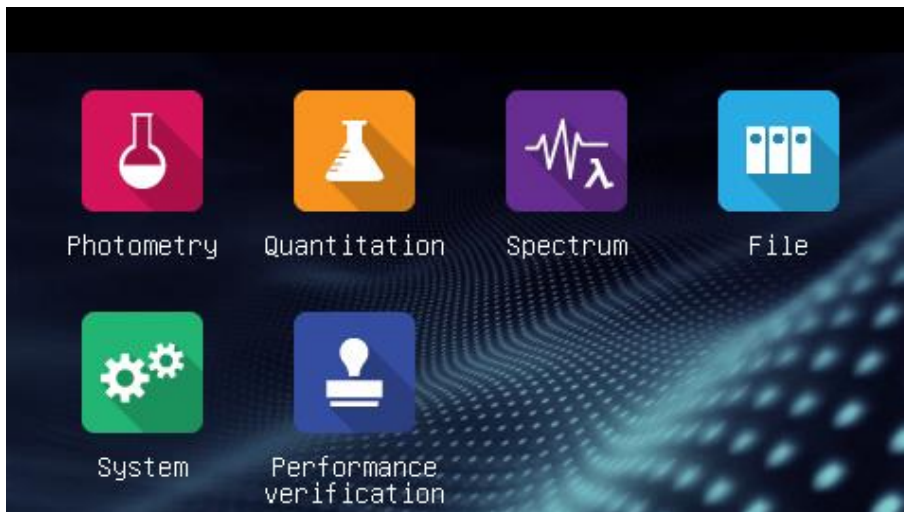 Photometry
Quantitation
Spectrum
File
System
Performance
verification